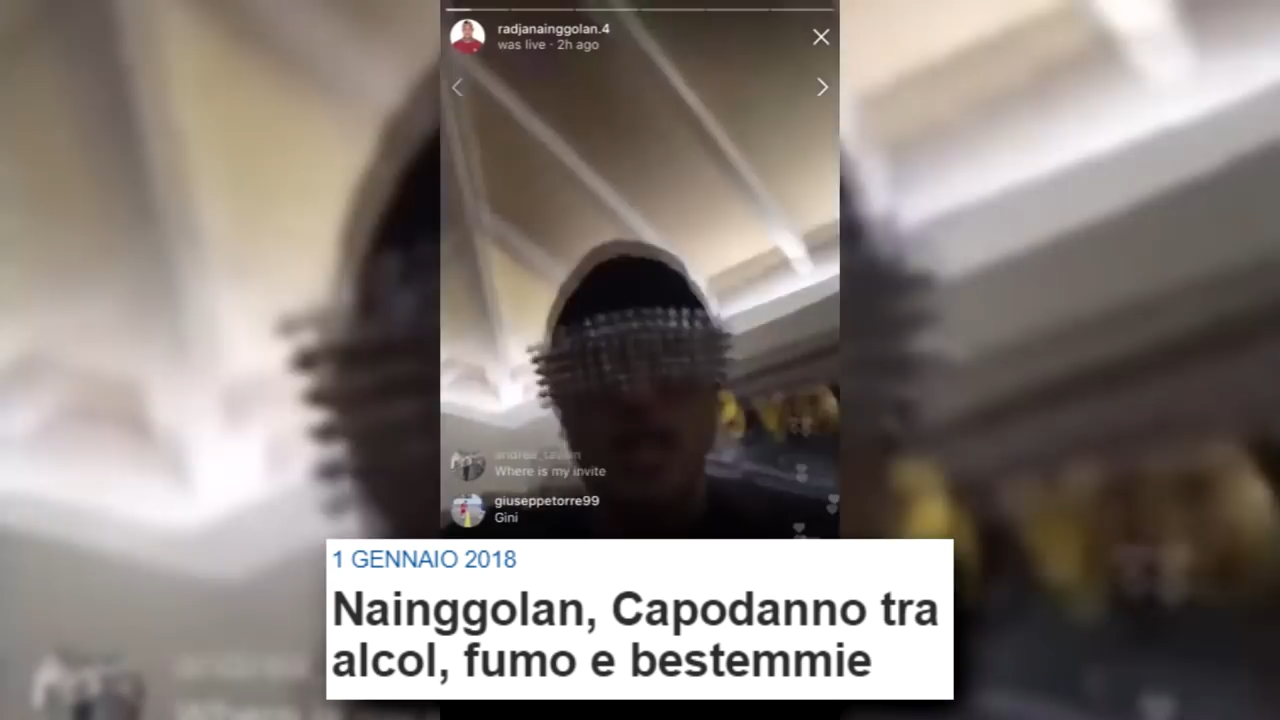 radjanainggolan.4
was live · 2h ago
Where is my invite
giuseppetorre99
Gini
1 GENNAIO 2018
Nainggolan, Capodanno tra
alcol, fumo e bestemmie